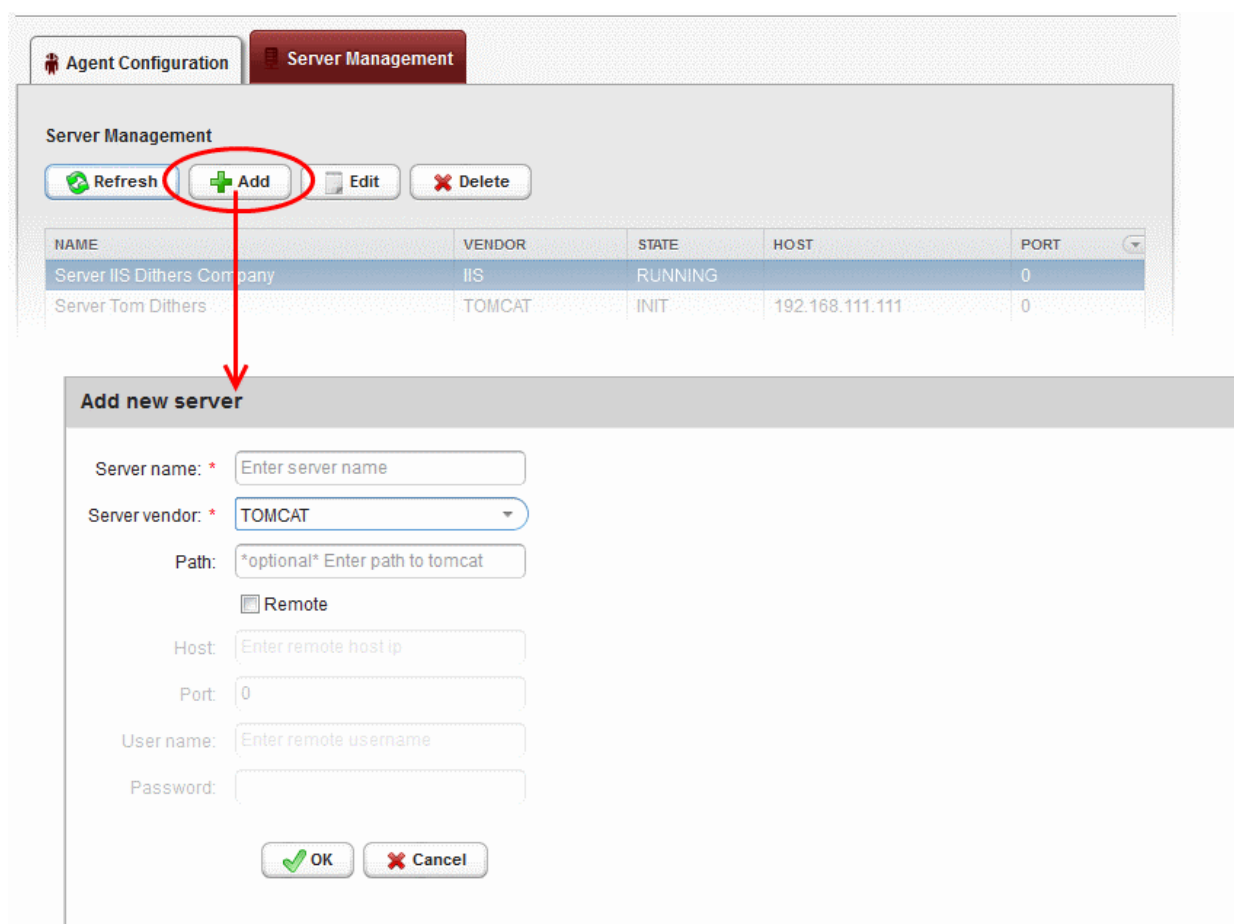 Agent Configuration Server Management
Server Management
Refresh Add Edit Delete
NAME VENDOR STATE HOST PORT
Server IIS Dithers Company IIS RUNNING 0
Server Tom Dithers TOMCAT INIT 192.168.111.111 0
Add new server
Server name: * Enter server name
Server vendor: * TOMCAT
Path: *optional* Enter path to tomcat
Remote
Host: Enter remote host ip
Port: 0
User name: Enter remote username
Password:
OK Cancel